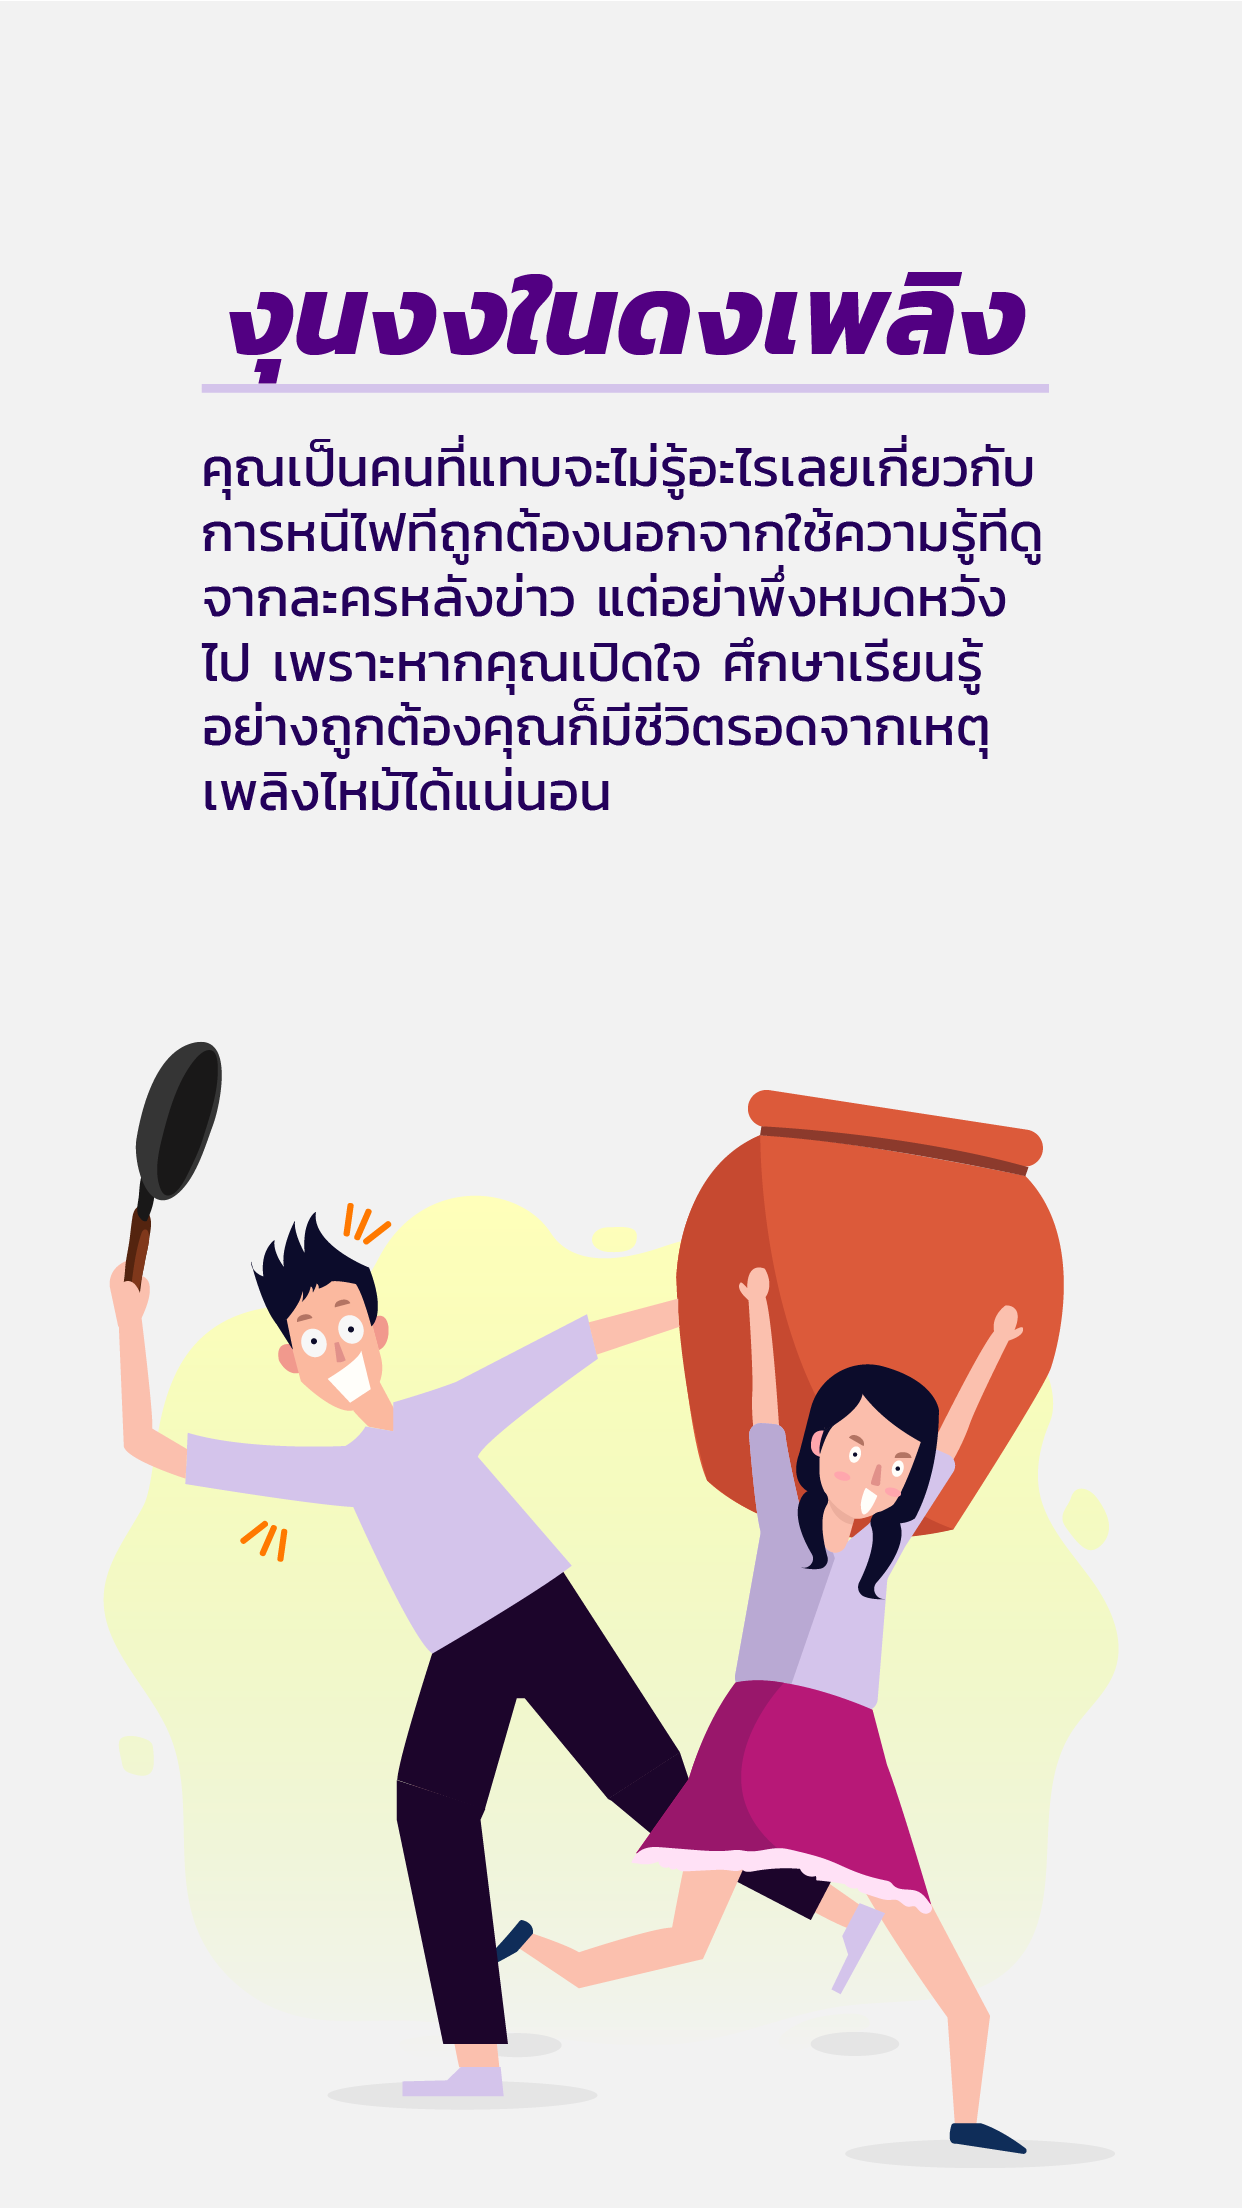 งุนงงในดงเพลิง
คุณเป็นคนที่แทบจะไม่รู้อะไรเลยเกี่ยวกับ
การหนีไฟทีถูกต้องนอกจากใช้ความรู้ทีดู
จากละครหลังข่าว แต่อย่าพึ่งหมดหวัง
ไป เพราะหากคุณเปิดใจ ศึกษาเรียนรู้
อย่างถูกต้องคุณก็มีชีวิตรอดจากเหตุ
เพลิงไหม้ได้แน่นอน